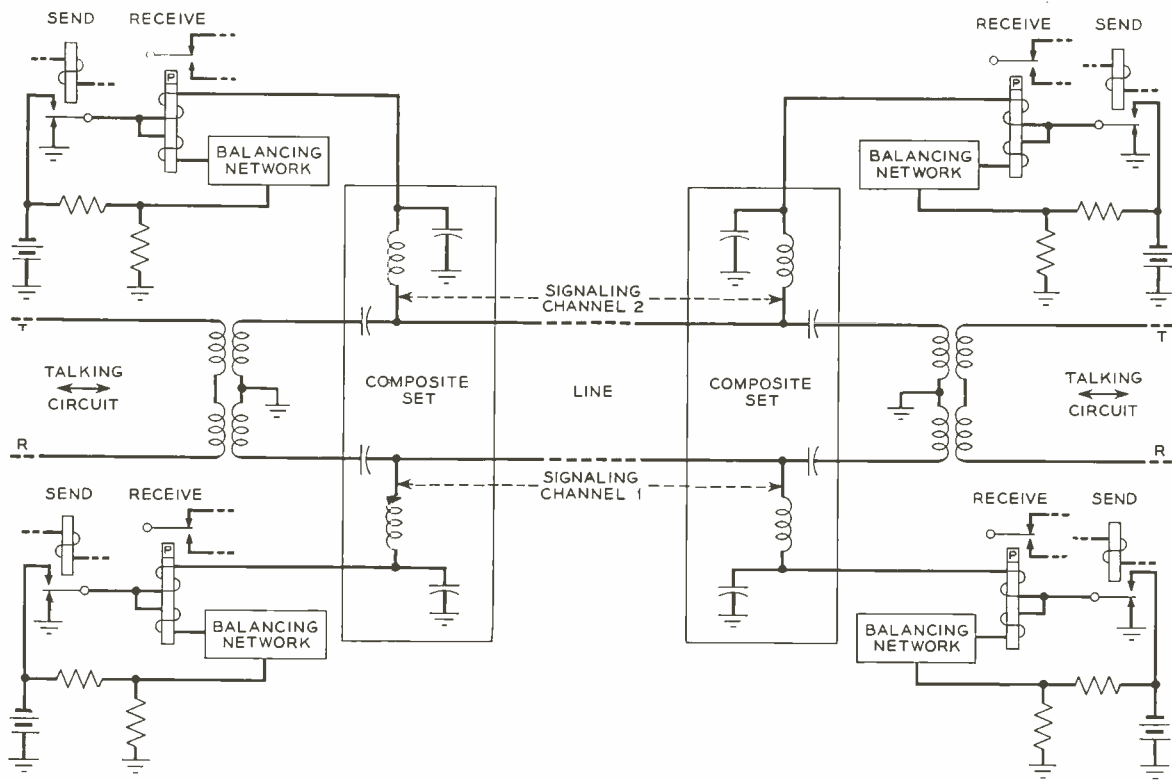 SEND
RECEIVE
RECEIVE
SEND
P
P
BALANCING
NETWORK
BALANCING
NETWORK
SIGNALING
CHANNEL 2
T
T
TALKING
CIRCUIT
COMPOSITE
SET
LINE
COMPOSITE
SET
TALKING
CIRCUIT
R
R
SIGNALING
CHANNEL 1
SEND
RECEIVE
RECEIVE
SEND
P
P
BALANCING
NETWORK
BALANCING
NETWORK